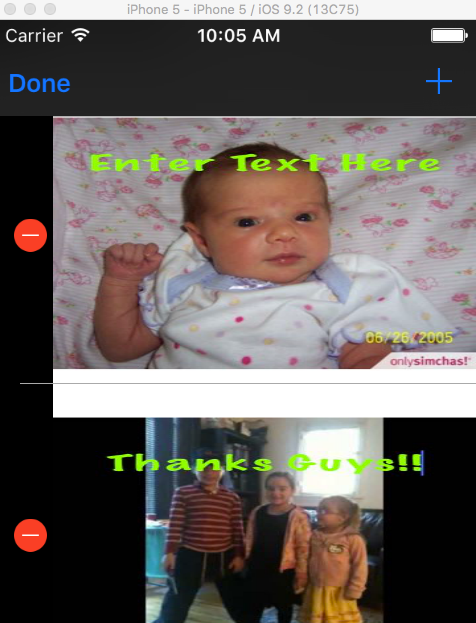 iPhone 5 - iPhone 5 / iOS 9.2 (13C75)
Carrier 10:05 AM
Done +
Enter Text Here
06/26/2005
onlysimchas!
Thanks Guys!!